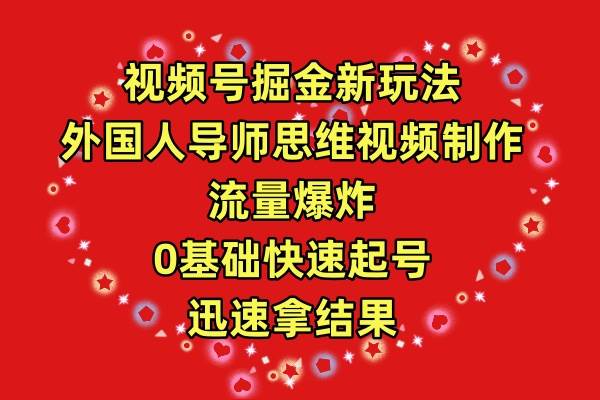 视频号掘金新玩法
外国人导师思维视频制作
流量爆炸
0基础快速起号
迅速拿结果